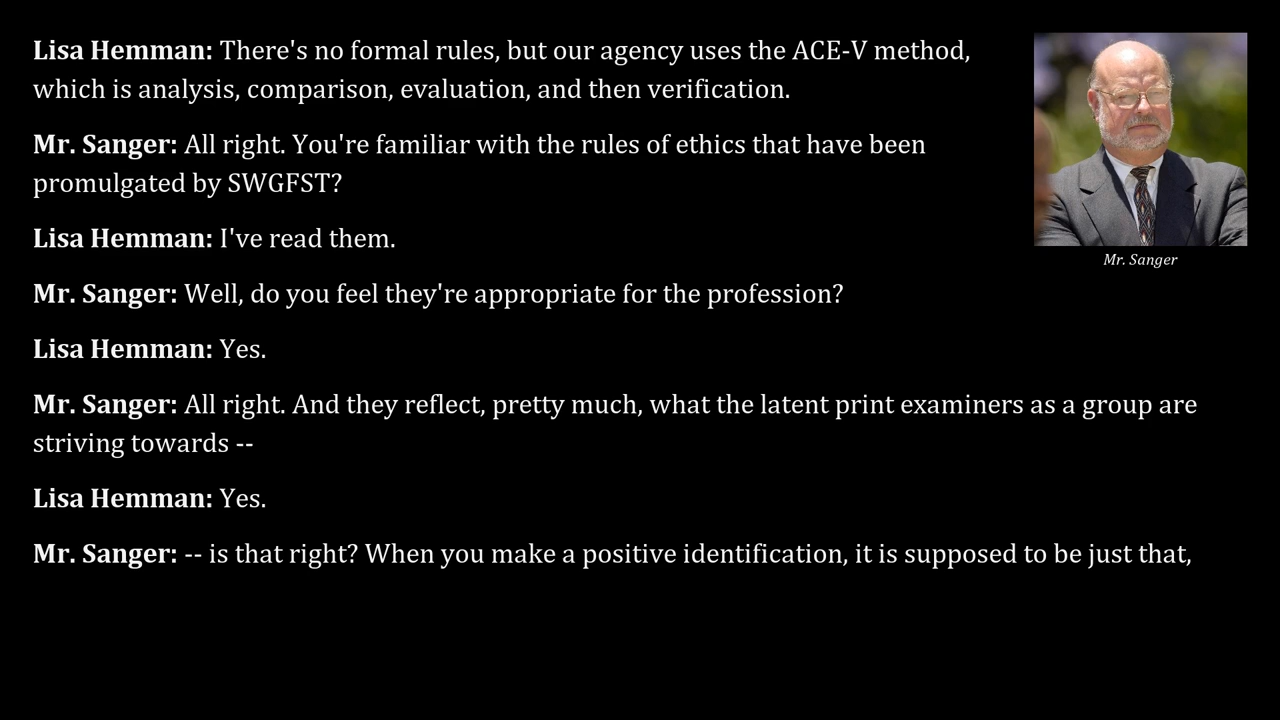 Lisa Hemman: There's no formal rules, but our agency uses the ACE-V method,
which is analysis, comparison, evaluation, and then verification.
Mr. Sanger: All right. You're familiar with the rules of ethics that have been
promulgated by SWGFST?
Lisa Hemman: I've read them.
Mr. Sanger
Mr. Sanger: Well, do you feel they're appropriate for the profession?
Lisa Hemman: Yes.
Mr. Sanger: All right. And they reflect, pretty much, what the latent print examiners as a group are
striving towards --
Lisa Hemman: Yes.
Mr. Sanger: -- is that right? When you make a positive identification, it is supposed to be just that,